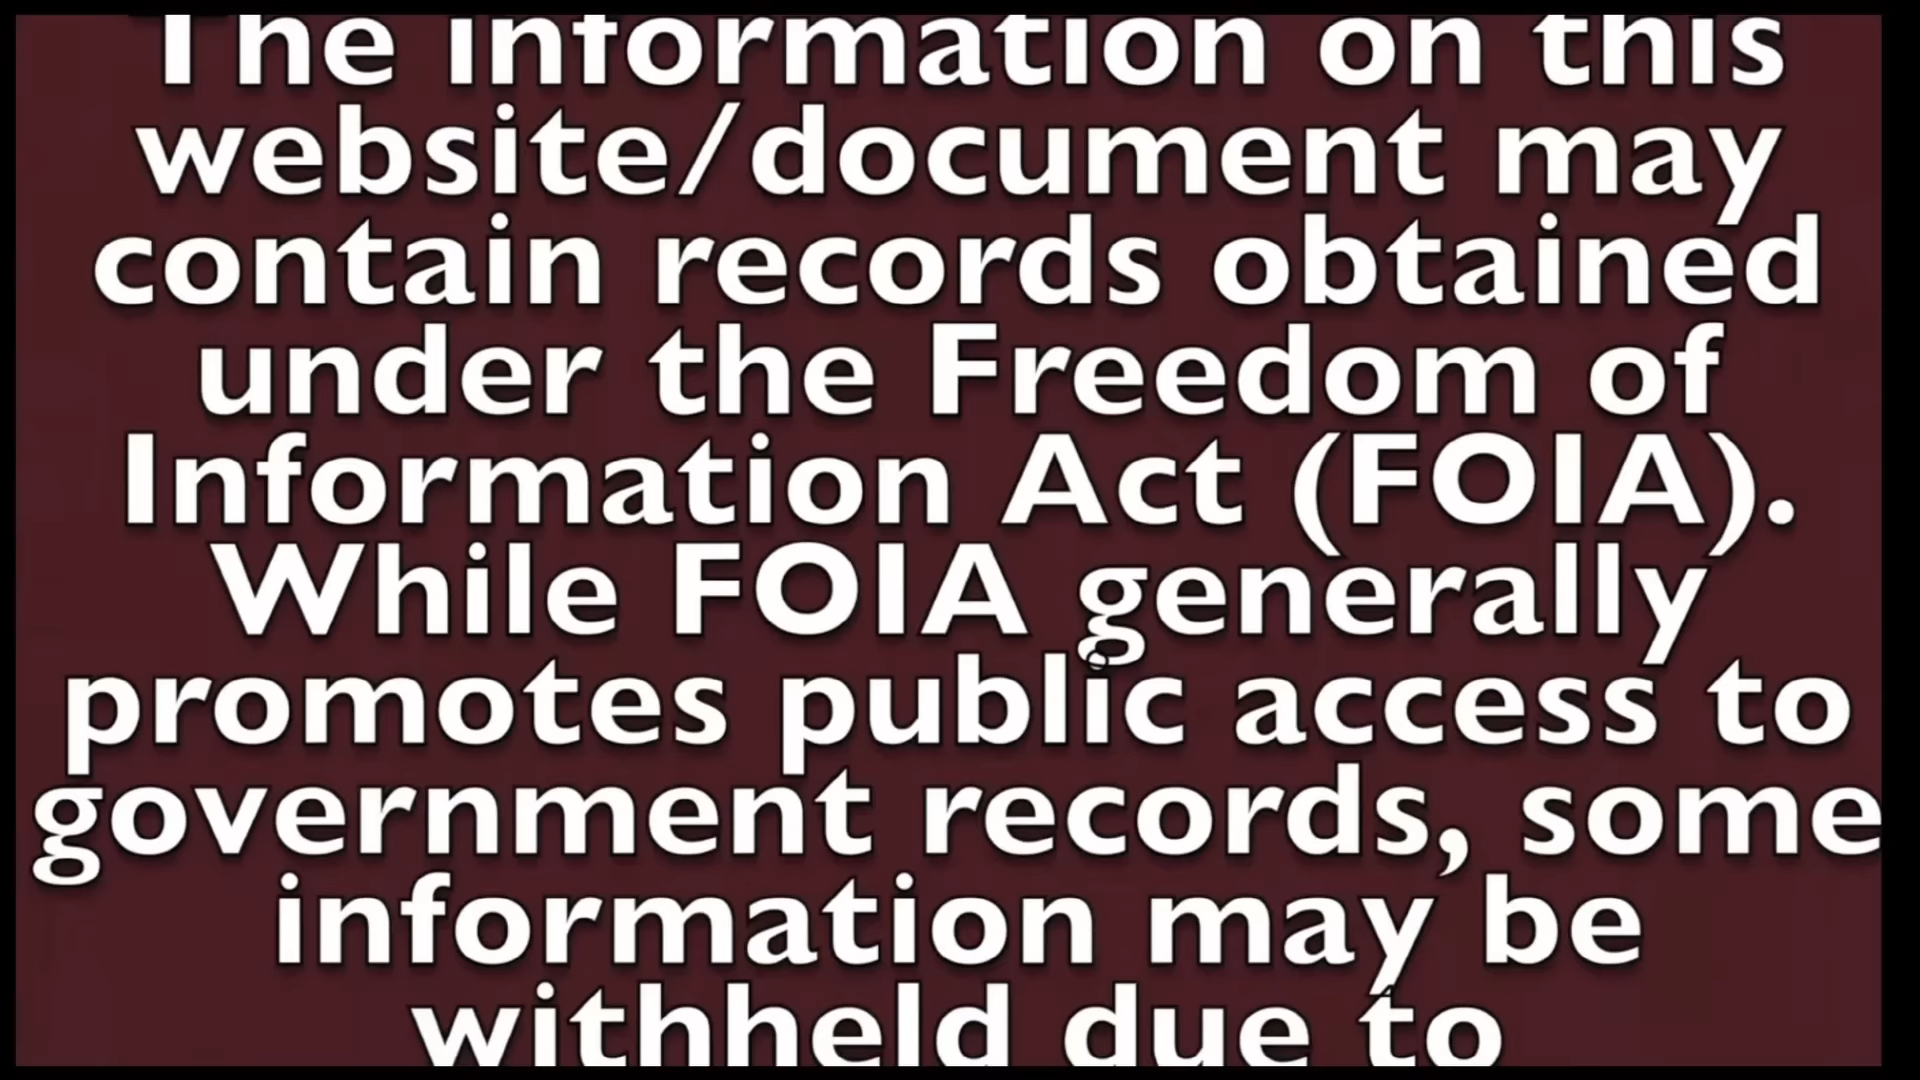 The information on this
website/document may
contain records obtained
under the Freedom of
Information Act (FOIA).
While FOIA generally
promotes public access to
government records, some
information may be
withheld due to